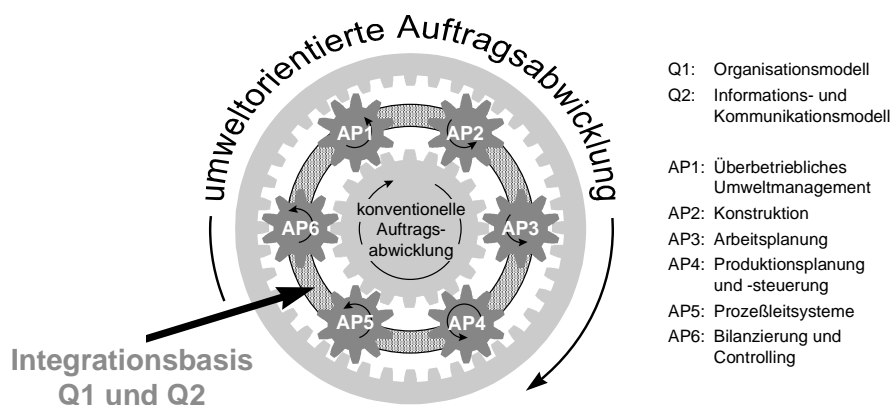 umweltorientierte Auftragsabwicklung
AP1
AP2
AP3
AP4
AP5
AP6
konventionelle
Auftrags-
abwicklung
Integrationsbasis
Q1 und Q2
Q1: Organisationsmodell
Q2: Informations- und
Kommunikationsmodell
AP1: Überbetriebliches
Umweltmanagement
AP2: Konstruktion
AP3: Arbeitsplanung
AP4: Produktionsplanung
und -steuerung
AP5: Prozeßleitsysteme
AP6: Bilanzierung und
Controlling